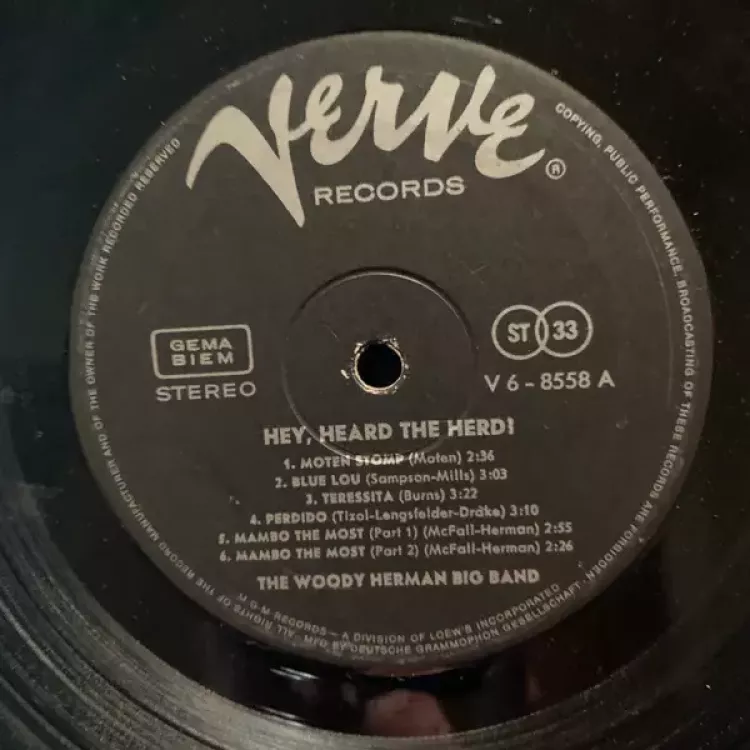 Verve
RECORDS
®
GEMA
BIEM
STEREO
ST 33
V 6 - 8558 A
HEY, HEARD THE HERD?
1. MOTEN STOMP (Moten) 2:36
2. BLUE LOU (Sampson-Mills) 3:03
3. TERESSITA (Burns) 3:22
4. PERDIDO (Tizol-Lengsfelder-Drake) 3:10
5. MAMBO THE MOST (Part 1) (McFall-Herman) 2:55
6. MAMBO THE MOST (Part 2) (McFall-Herman) 2:26
THE WOODY HERMAN BIG BAND
M G M RECORDS – A DIVISION OF LOEW'S INCORPORATED
ALL RIGHTS OF THE RECORD MANUFACTURER AND OF THE OWNER OF THE WORK RECORDED RESERVED
COPYING, PUBLIC PERFORMANCE, BROADCASTING OF THESE RECORDS ARE FORBIDDEN
MFD BY DEUTSCHE GRAMMOPHON GESELLSCHAFT